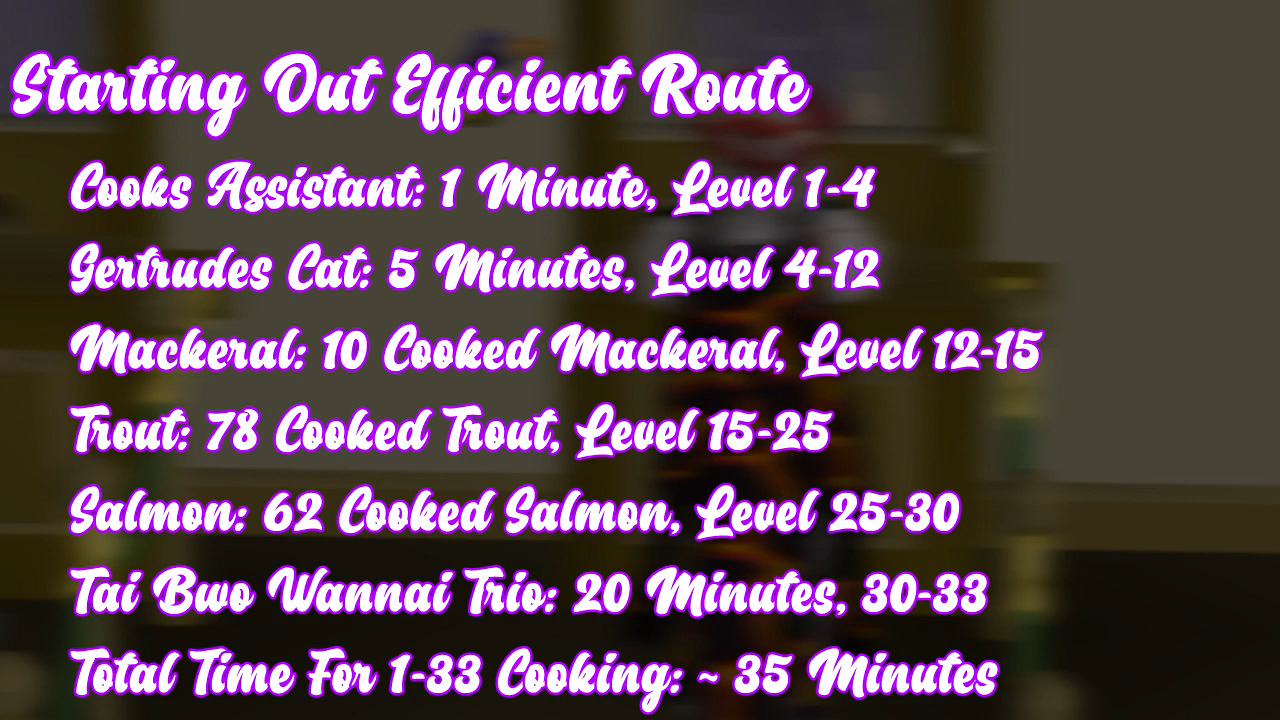 Starting Out Efficient Route
Cooks Assistant: 1 Minute, Level 1-4
Gertrudes Cat: 5 Minutes, Level 4-12
Mackeral: 10 Cooked Mackeral, Level 12-15
Trout: 78 Cooked Trout, Level 15-25
Salmon: 62 Cooked Salmon, Level 25-30
Tai Bwo Wannai Trio: 20 Minutes, 30-33
Total Time For 1-33 Cooking: ~ 35 Minutes